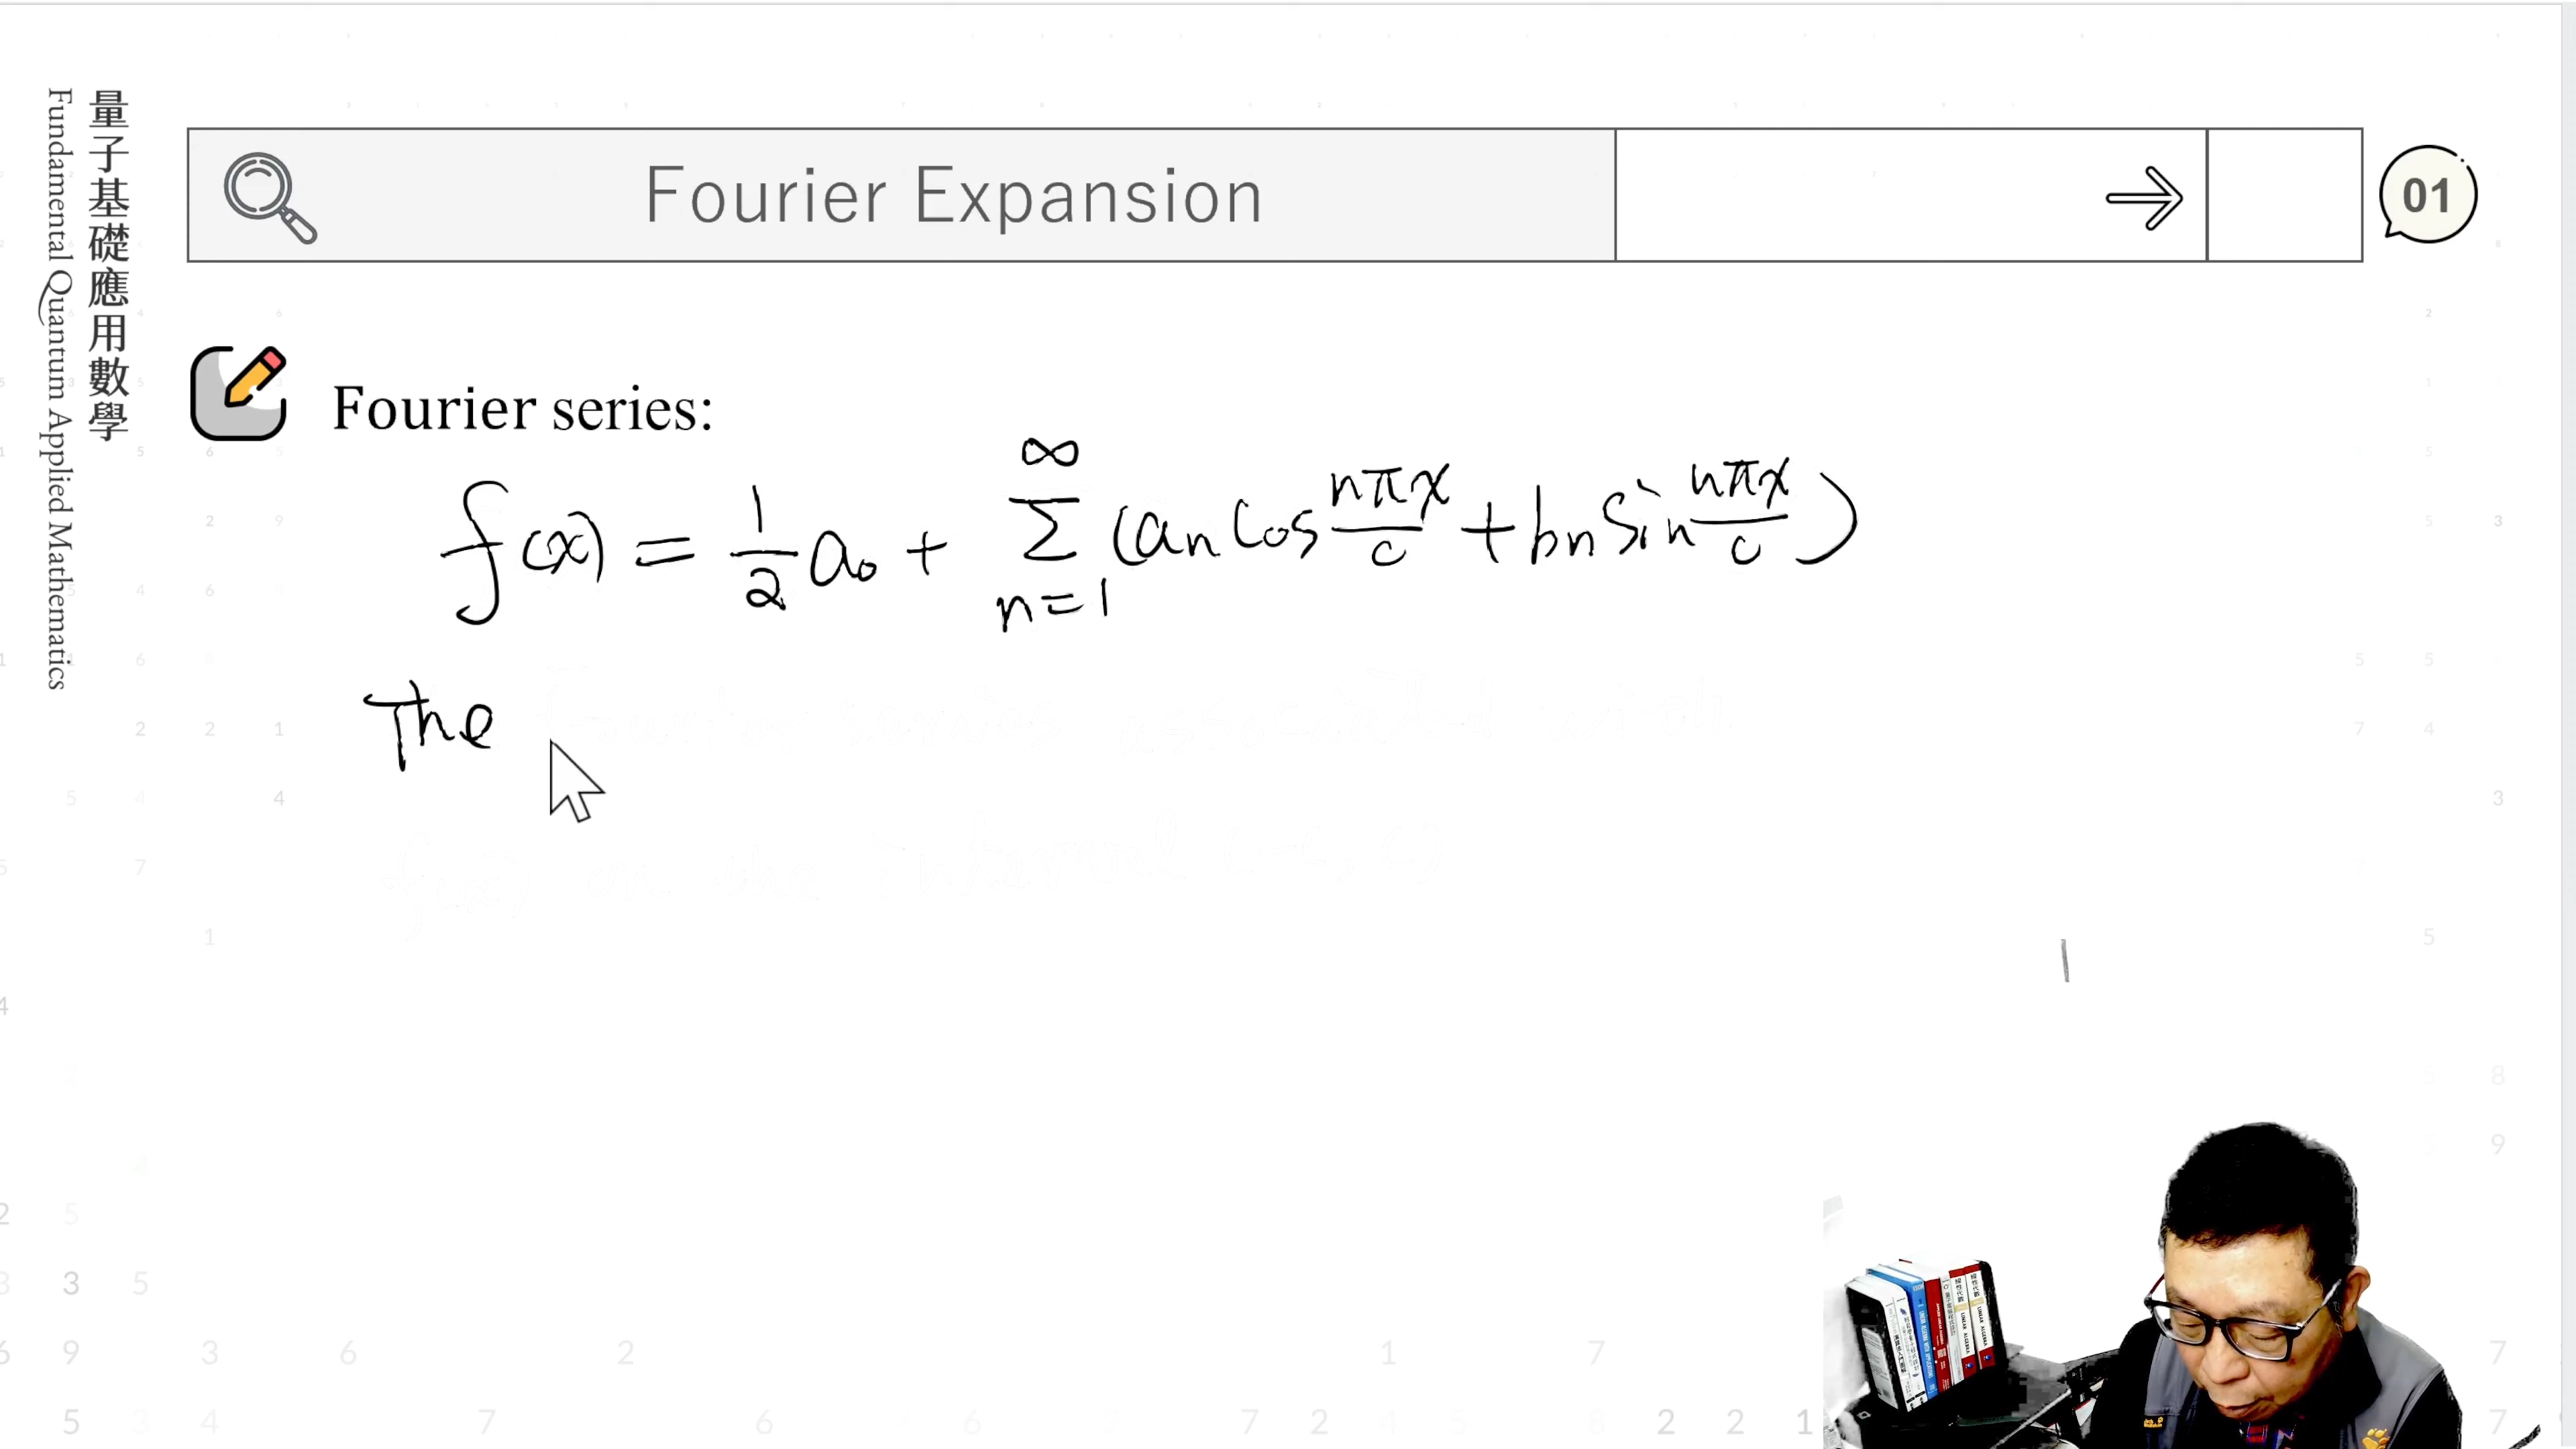 量子基礎應用數學
Fundamental Quantum Applied Mathematics
Fourier Expansion
01
Fourier series:
f(x) = 1/2 a₀ + ∞ Σ n=1 (an cos nπx/c + bn sin nπx/c)
The